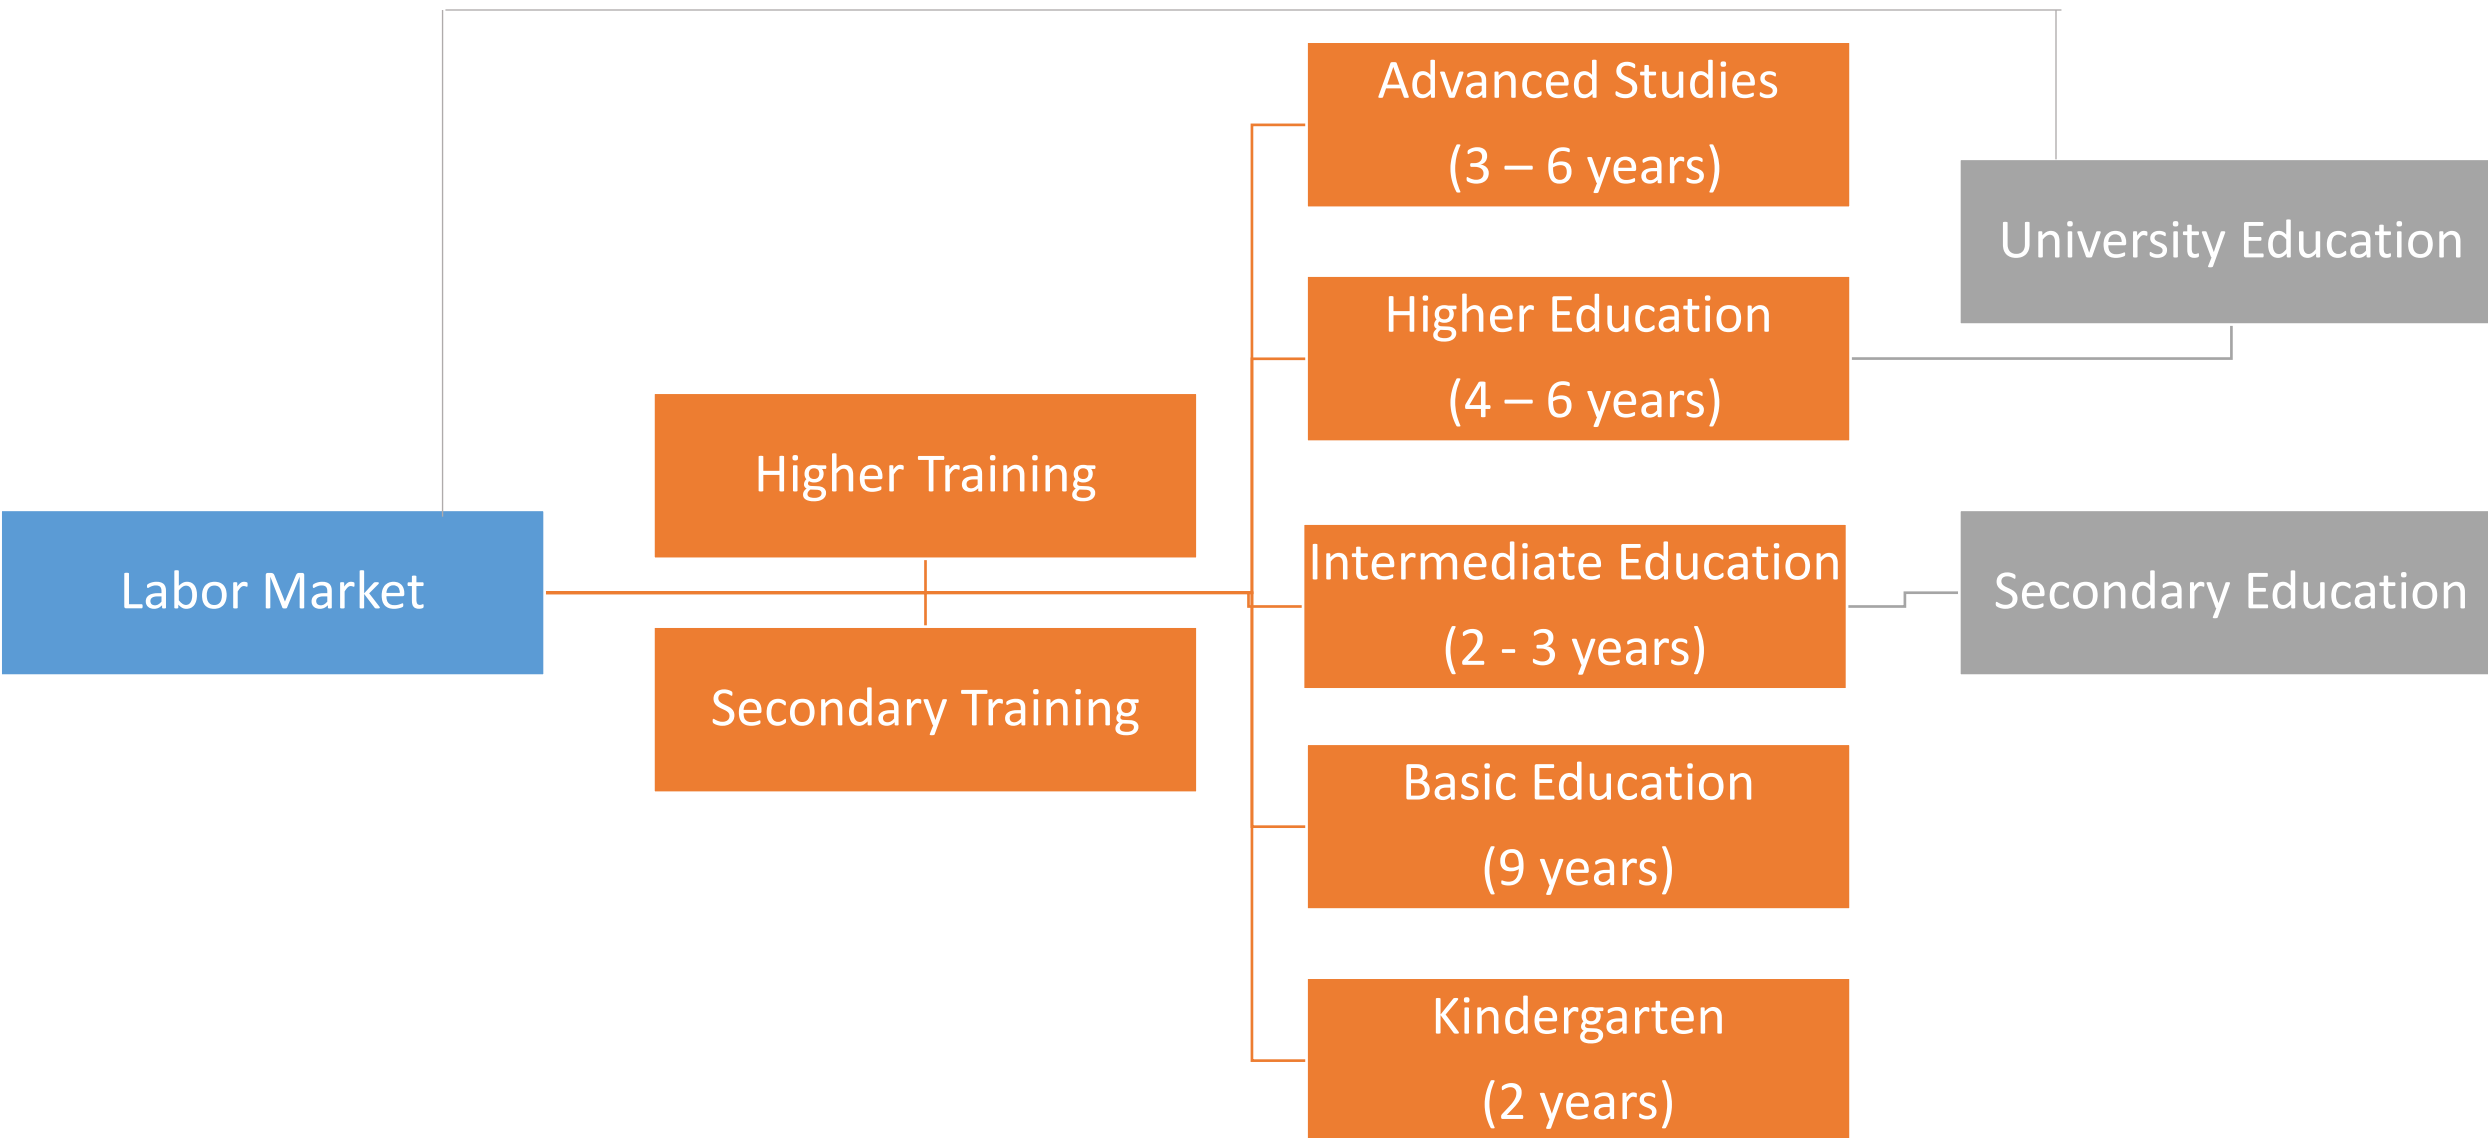 Advanced Studies
(3 – 6 years)
University Education
Higher Education
(4 – 6 years)
Higher Training
Labor Market
Intermediate Education
(2 - 3 years)
Secondary Education
Secondary Training
Basic Education
(9 years)
Kindergarten
(2 years)